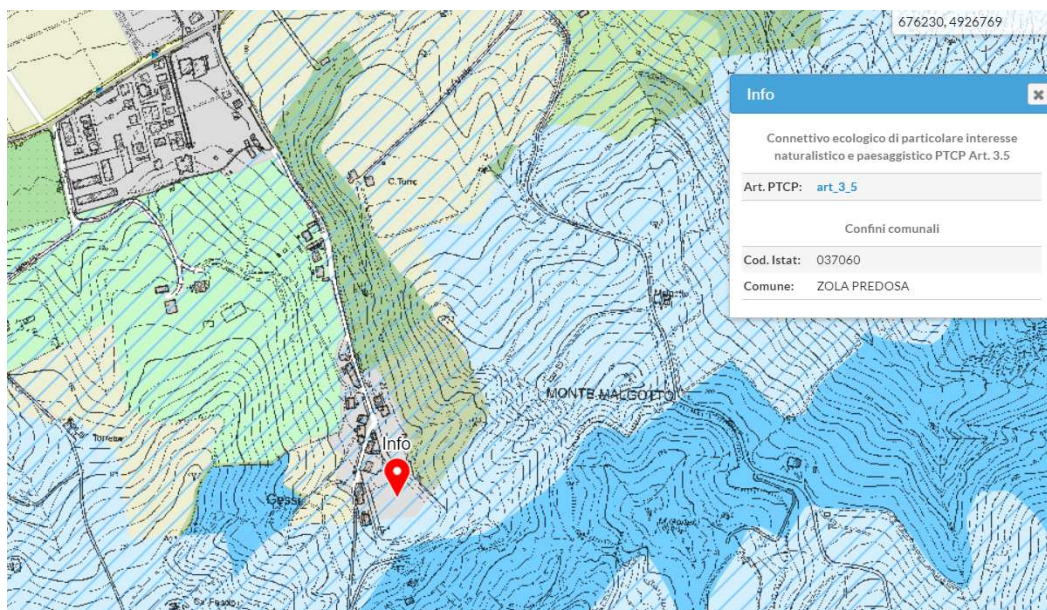 676230, 4926769
Info
Connettivo ecologico di particolare interesse
naturalistico e paesaggistico PTCP Art. 3.5
Art. PTCP: art_3_5
Confini comunali
Cod. Istat: 037060
Comune: ZOLA PREDOSA
MONTE MALGOTTO
Info
Gessi